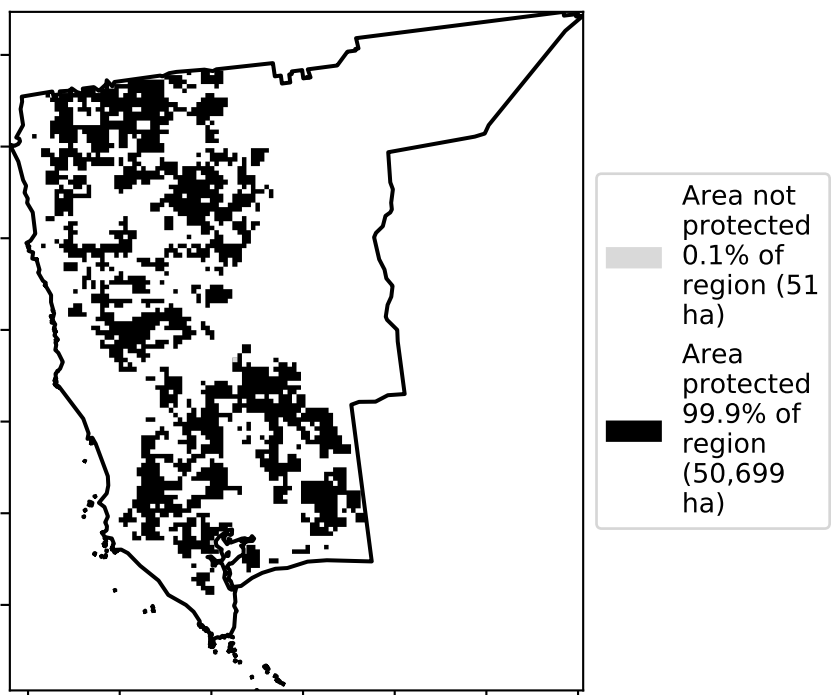 Area not
protected
0.1% of
region (51
ha)
Area
protected
99.9% of
region
(50,699
ha)